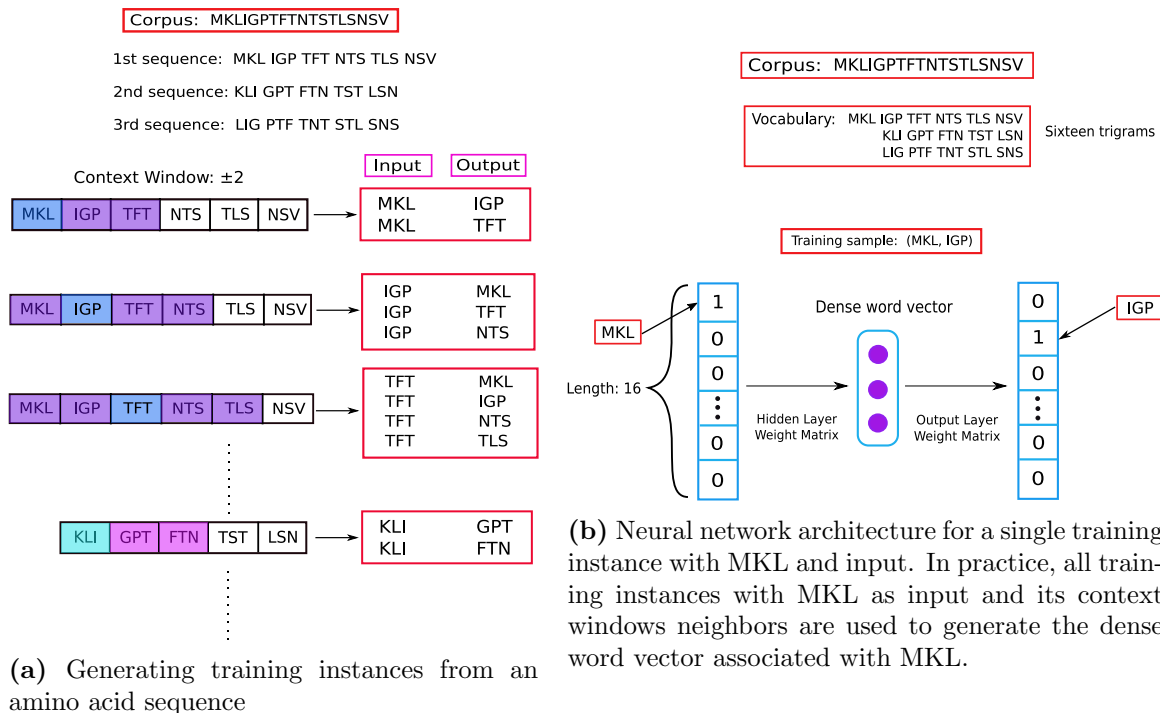 Corpus: MKLIGPTFTNTSTLSNSV
1st sequence: MKL IGP TFT NTS TLS NSV
2nd sequence: KLI GPT FTN TST LSN
3rd sequence: LIG PTF TNT STL SNS
Context Window: ±2
Input Output
MKL IGP TFT NTS TLS NSV
MKL IGP
MKL TFT
MKL IGP TFT NTS TLS NSV
IGP MKL
IGP TFT
IGP NTS
MKL IGP TFT NTS TLS NSV
TFT MKL
TFT IGP
TFT NTS
TFT TLS
KLI GPT FTN TST LSN
KLI GPT
KLI FTN
(a) Generating training instances from an
amino acid sequence
Corpus: MKLIGPTFTNTSTLSNSV
Vocabulary: MKL IGP TFT NTS TLS NSV
KLI GPT FTN TST LSN
LIG PTF TNT STL SNS
Sixteen trigrams
Training sample: (MKL, IGP)
MKL
Length: 16
1
0
0
0
0
Dense word vector
Hidden Layer
Weight Matrix
Output Layer
Weight Matrix
0
1
0
0
0
IGP
(b) Neural network architecture for a single training
instance with MKL and input. In practice, all train-
ing instances with MKL as input and its context
windows neighbors are used to generate the dense
word vector associated with MKL.